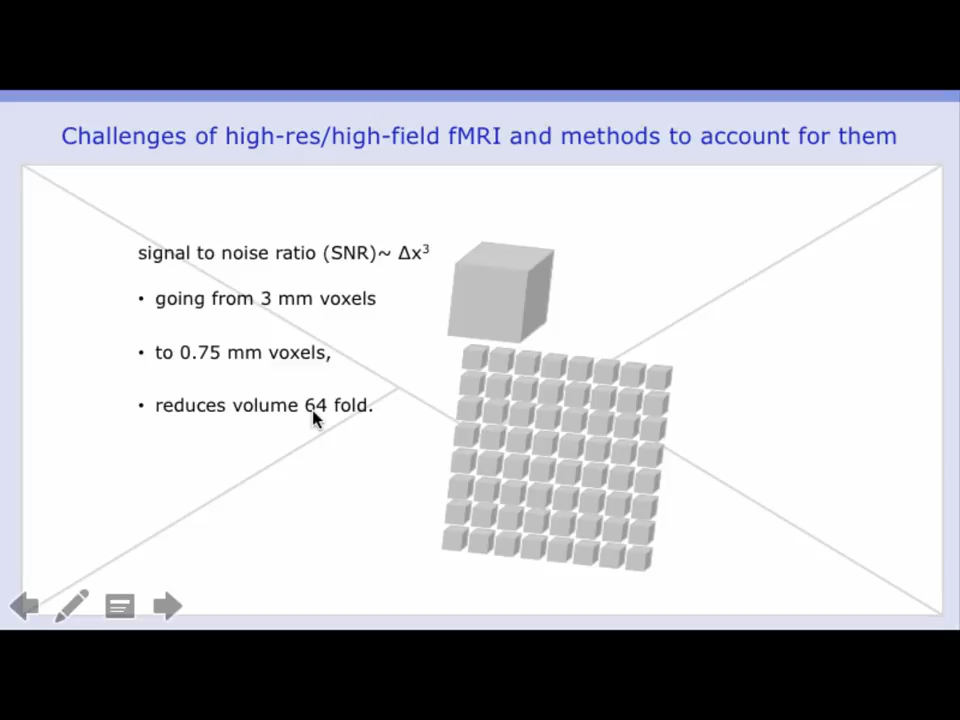 Challenges of high-res/high-field fMRI and methods to account for them
signal to noise ratio (SNR)~ Δx³
• going from 3 mm voxels
• to 0.75 mm voxels,
• reduces volume 64 fold.